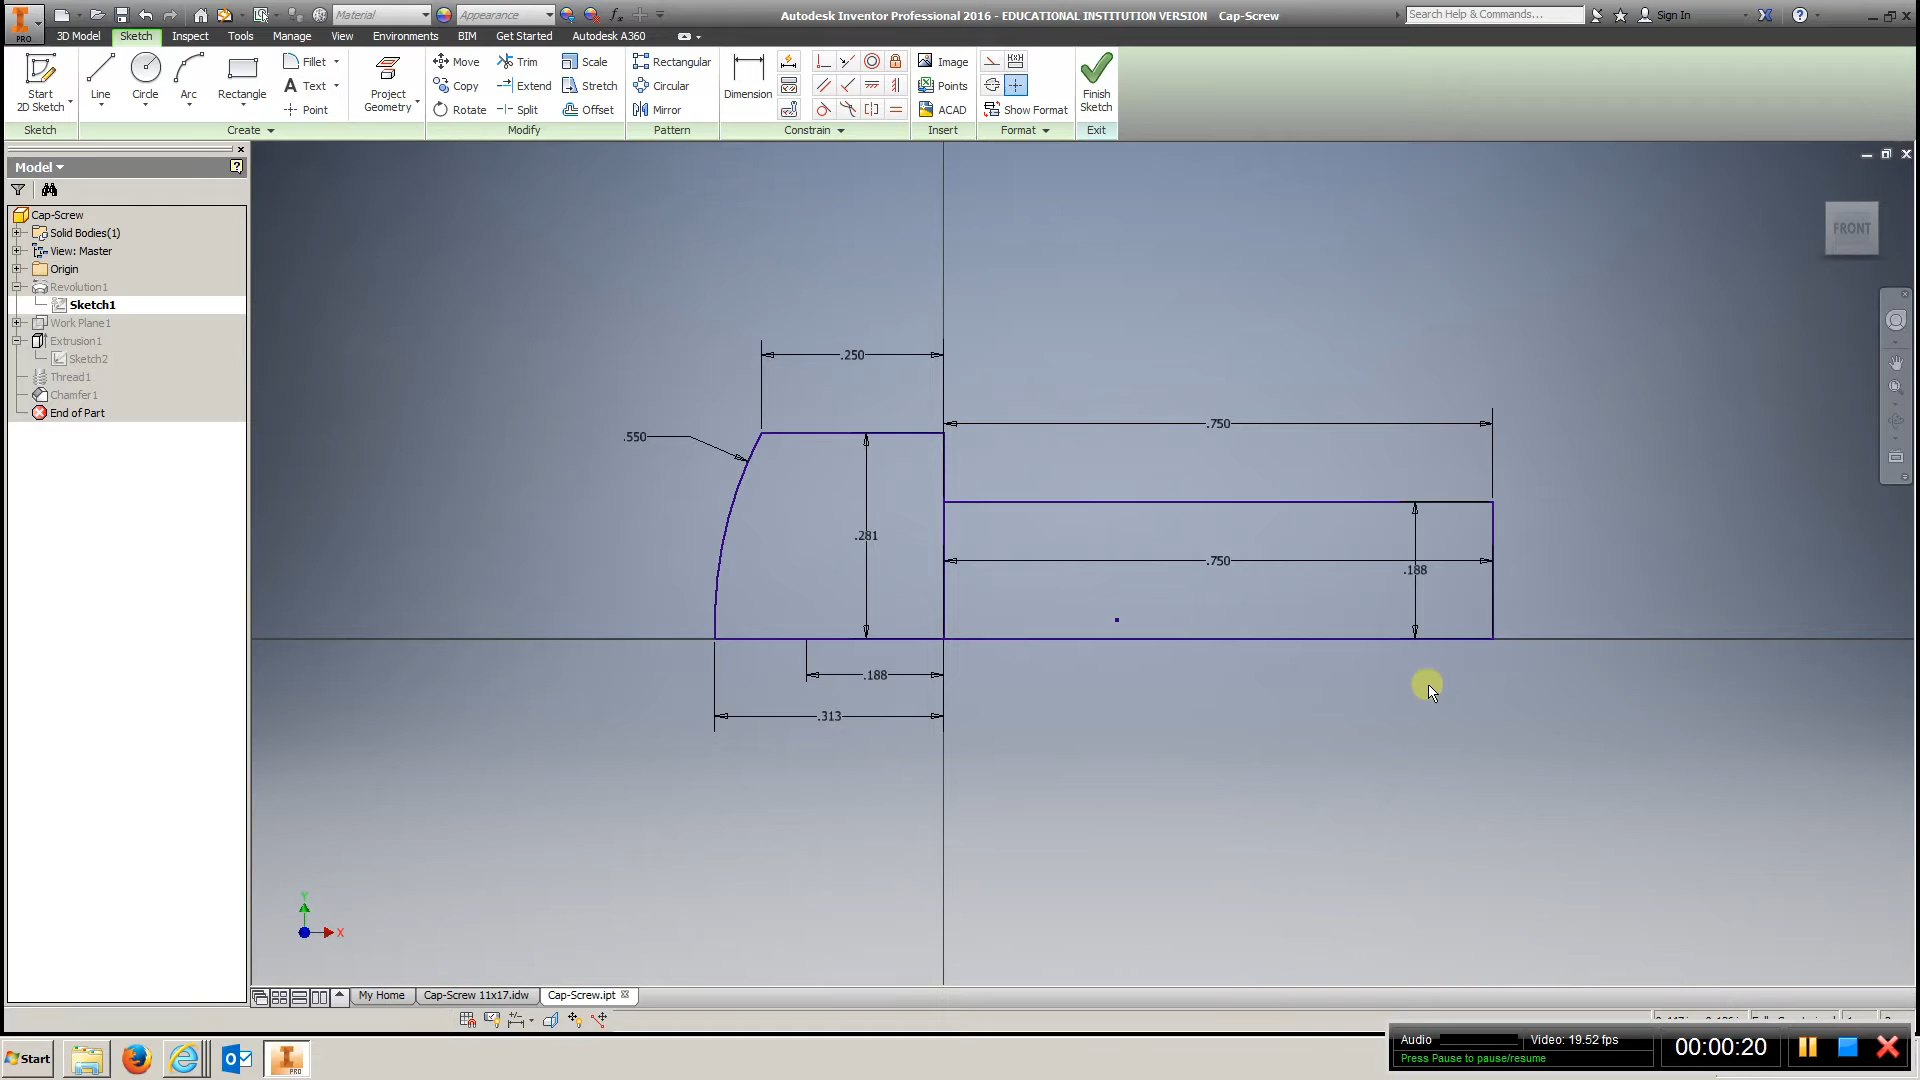 Material
Appearance
Autodesk Inventor Professional 2016 - EDUCATIONAL INSTITUTION VERSION Cap-Screw
Search Help & Commands...
Sign In
PRO
3D Model Sketch Inspect Tools Manage View Environments BIM Get Started Autodesk A360
Start
2D Sketch
Line
Circle
Arc
Rectangle
Fillet
Text
Point
Project
Geometry
Move
Copy
Rotate
Trim
Extend
Split
Scale
Stretch
Offset
Rectangular
Circular
Mirror
Dimension
Image
Points
ACAD
Show Format
Finish
Sketch
Sketch Create Modify Pattern Constrain Insert Format Exit
Model
Cap-Screw
Solid Bodies(1)
View: Master
Origin
Revolution1
Sketch1
Work Plane1
Extrusion1
Sketch2
Thread1
Chamfer1
End of Part
FRONT
.250
.750
.550
.281
.750
.188
.188
.313
Y
X
My Home
Cap-Screw 11x17.idw
Cap-Screw.ipt
Start
PRO
Audio
Video: 19.52 fps
Press Pause to pause/resume
00:00:20